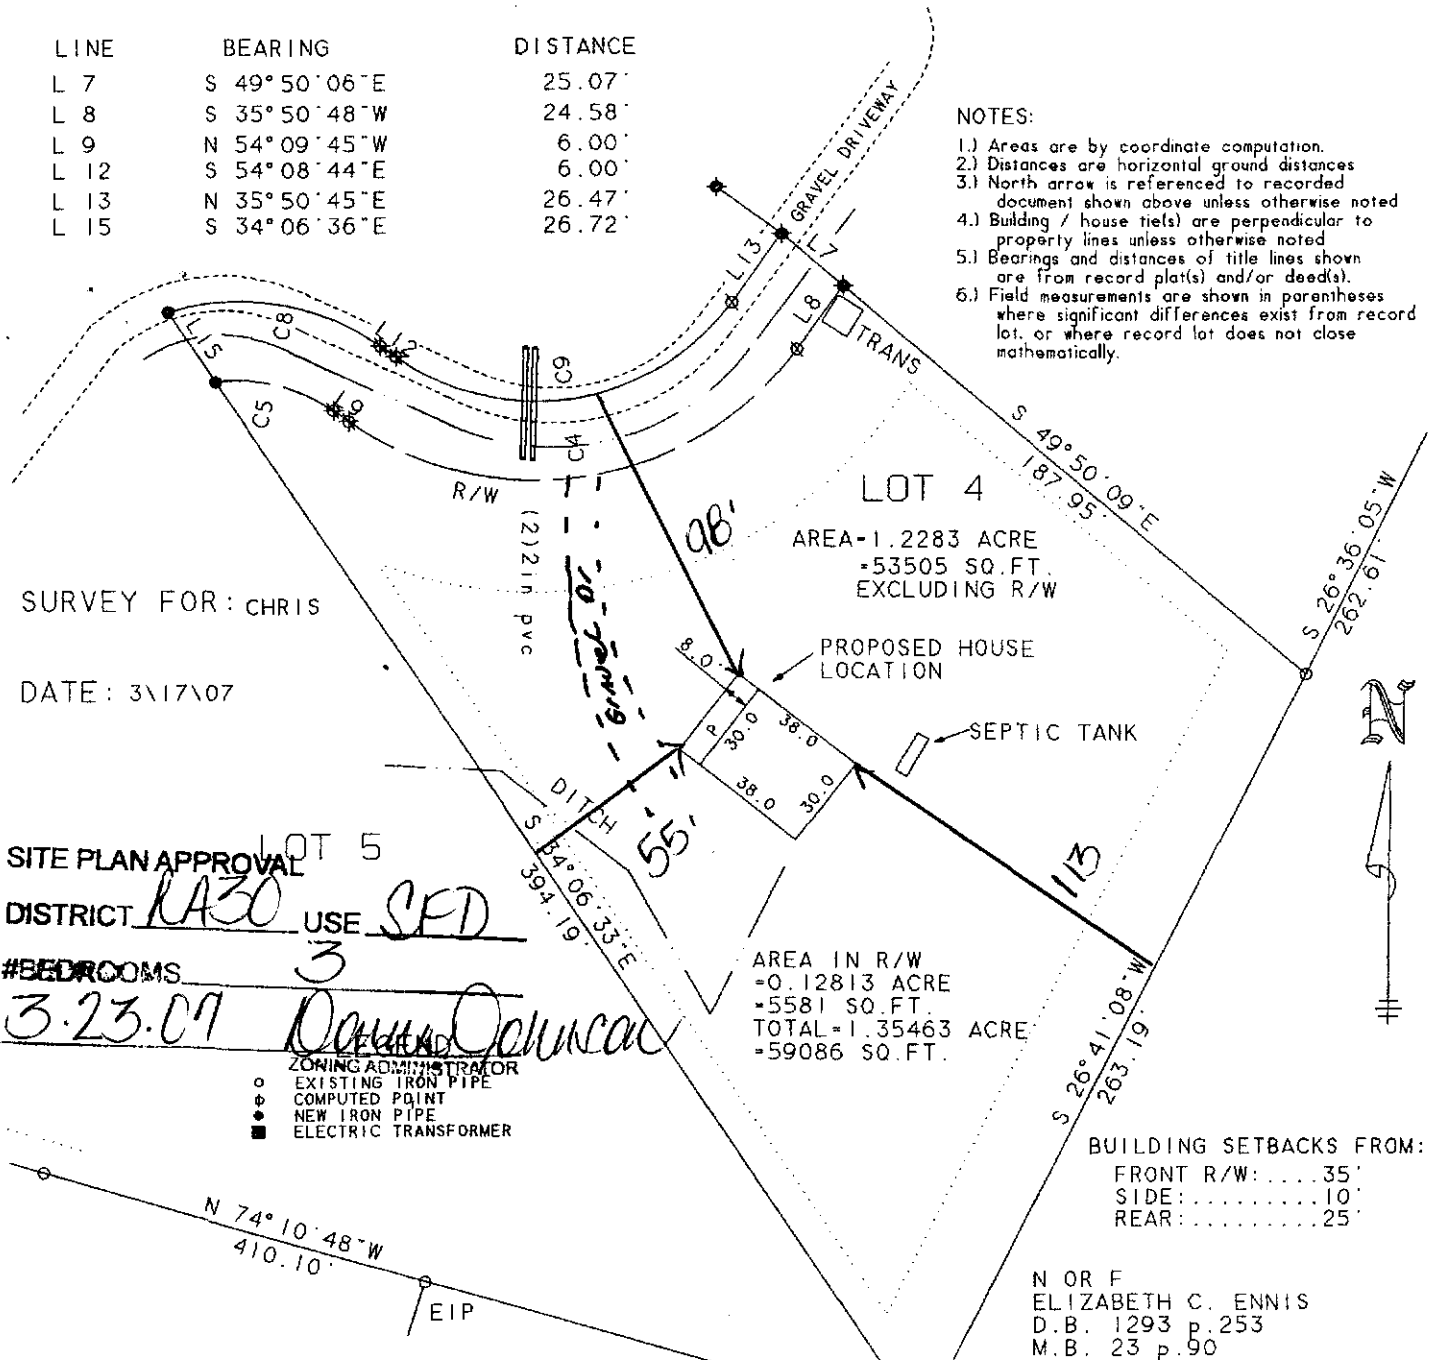 LINE BEARING DISTANCE
L 7 S 49°50'06"E 25.07'
L 8 S 35°50'48"W 24.58'
L 9 N 54°09'45"W 6.00'
L 12 S 54°08'44"E 6.00'
L 13 N 35°50'45"E 26.47'
L 15 S 34°06'36"E 26.72'
NOTES:
1.) Areas are by coordinate computation.
2.) Distances are horizontal ground distances
3.) North arrow is referenced to recorded
document shown above unless otherwise noted
4.) Building / house tie(s) are perpendicular to
property lines unless otherwise noted
5.) Bearings and distances of title lines shown
are from record plat(s) and/or deed(s).
6.) Field measurements are shown in parentheses
where significant differences exist from record
lot. or where record lot does not close
mathematically.
GRAVEL DRIVEWAY
L13
L7
L8
TRANS
L15
C8
L12
C9
C5
L9
C4
R/W
(2)2in pvc
Gravel Dr
98'
S 49°50'09"E
187.95'
S 26°36'05"W
262.61'
LOT 4
AREA=1.2283 ACRE
=53505 SQ.FT.
EXCLUDING R/W
SURVEY FOR: CHRIS
DATE: 3\17\07
PROPOSED HOUSE
LOCATION
8.0'
P
30.0
38.0
38.0
30.0
SEPTIC TANK
N
DITCH
55'
113
S 34°06'33"E
394.19'
LOT 5
SITE PLAN APPROVAL
DISTRICT RA30 USE SFD
#BEDROOMS 3
3.23.07 Dawn Johnson
LEGEND
ZONING ADMINISTRATOR
EXISTING IRON PIPE
COMPUTED POINT
NEW IRON PIPE
ELECTRIC TRANSFORMER
AREA IN R/W
=0.12813 ACRE
=5581 SQ.FT.
TOTAL=1.35463 ACRE
=59086 SQ.FT.
S 26°41'08"W
263.19'
BUILDING SETBACKS FROM:
FRONT R/W:....35'
SIDE:.........10'
REAR:.........25'
N 74°10'48"W
410.10'
EIP
N OR F
ELIZABETH C. ENNIS
D.B. 1293 p.253
M.B. 23 p.90